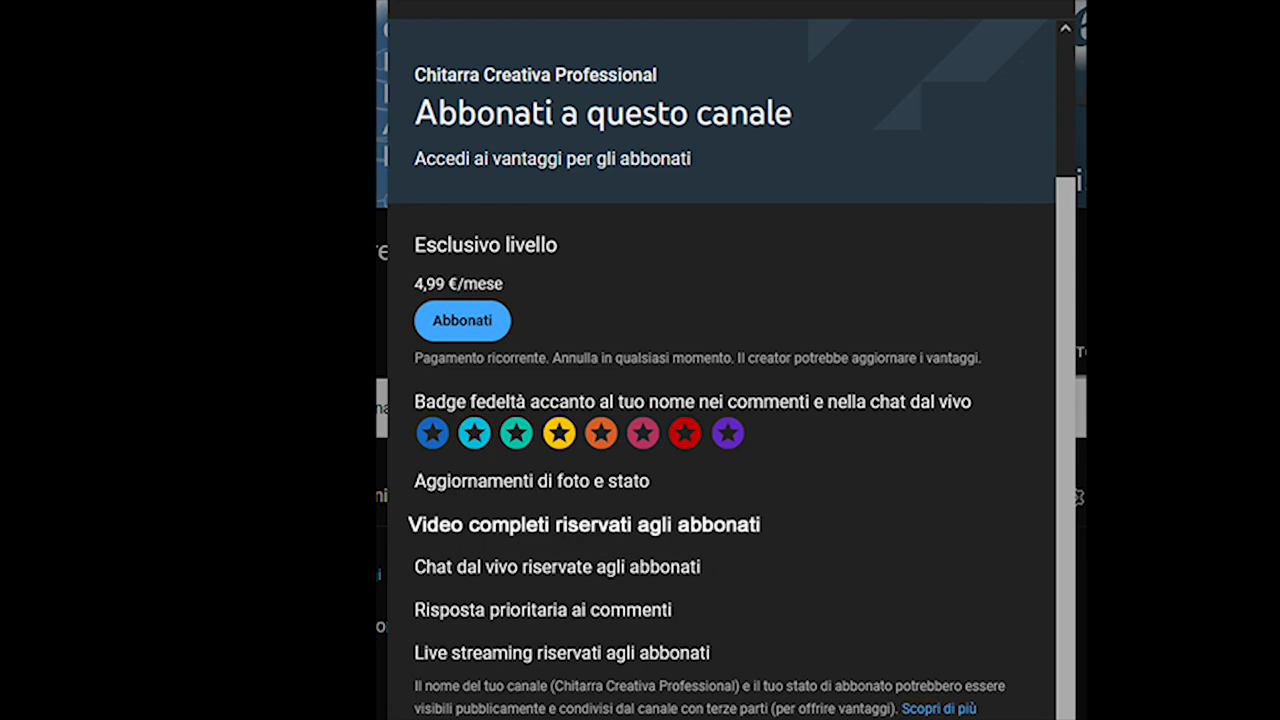 Chitarra Creativa Professional
Abbonati a questo canale
Accedi ai vantaggi per gli abbonati
Esclusivo livello
4,99 €/mese
Abbonati
Pagamento ricorrente. Annulla in qualsiasi momento. Il creator potrebbe aggiornare i vantaggi.
Badge fedeltà accanto al tuo nome nei commenti e nella chat dal vivo
Aggiornamenti di foto e stato
Video completi riservati agli abbonati
Chat dal vivo riservate agli abbonati
Risposta prioritaria ai commenti
Live streaming riservati agli abbonati
Il nome del tuo canale (Chitarra Creativa Professional) e il tuo stato di abbonato potrebbero essere
visibili pubblicamente e condivisi dal canale con terze parti (per offrire vantaggi). Scopri di più